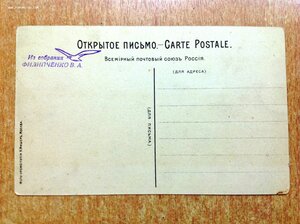 ОТКРЫТОЕ ПИСЬМО.—CARTE POSTALE.
ВСЕМІРНЫЙ ПОЧТОВЫЙ СОЮЗЪ РОССІЯ.
Из собрания
ФИЛИПЧЕНКО В. А.
(ДЛЯ АДРЕСА)
(ДЛЯ ПИСЬМА)